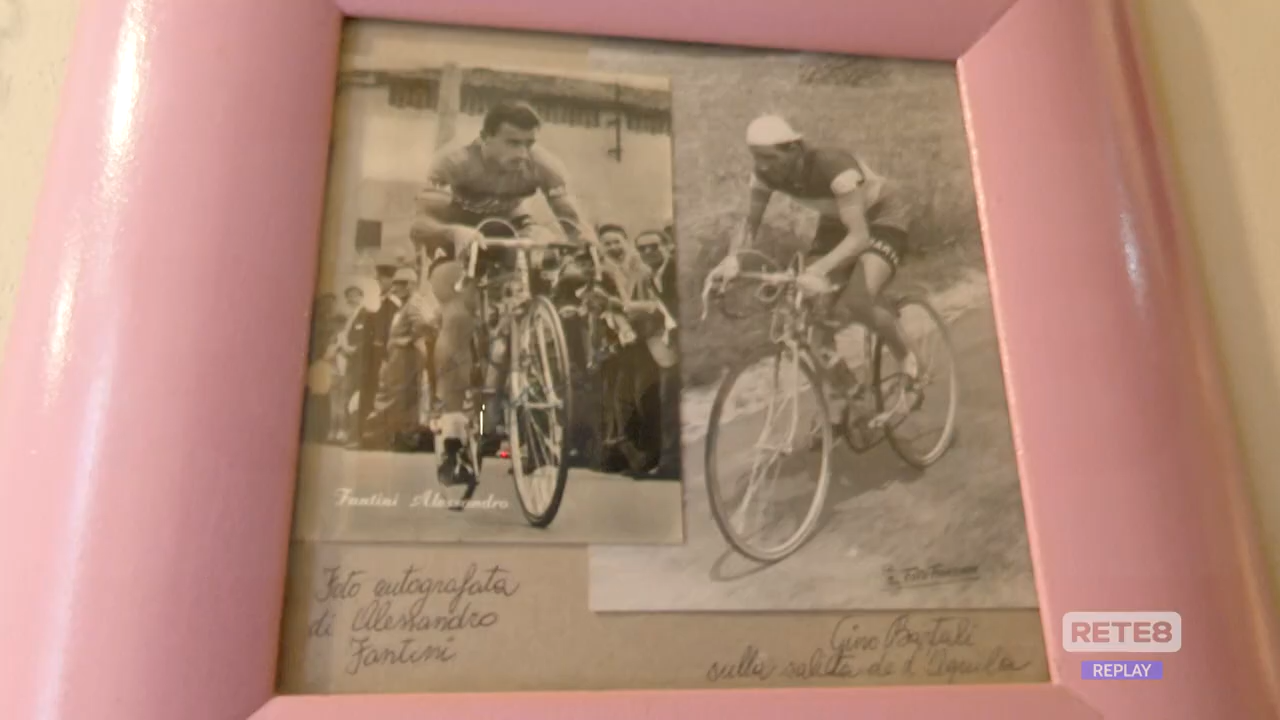 Fantini Alessandro
Foto autografata
di Alessandro
Fantini
Gino Bartali
sulla salita de l'Aquila
RETE8
REPLAY